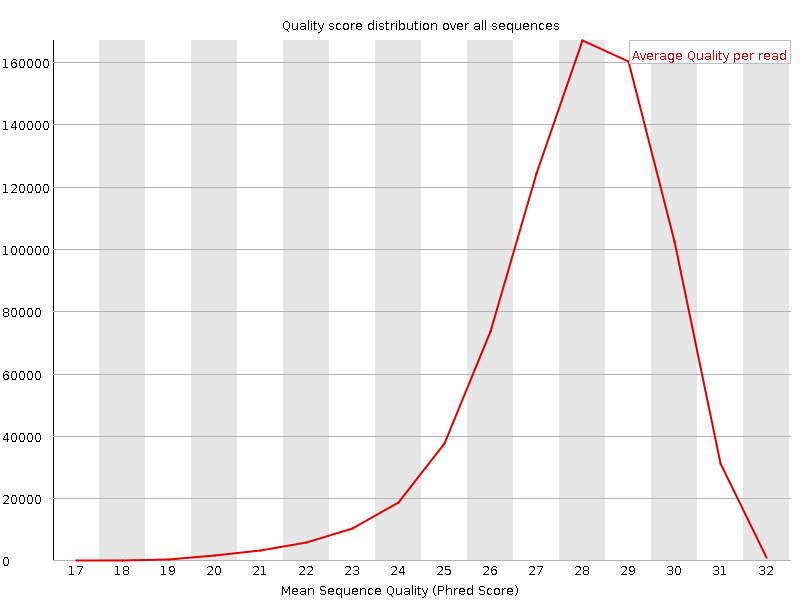 Quality score distribution over all sequences
Average Quality per read
160000
140000
120000
100000
80000
60000
40000
20000
0
17 18 19 20 21 22 23 24 25 26 27 28 29 30 31 32
Mean Sequence Quality (Phred Score)